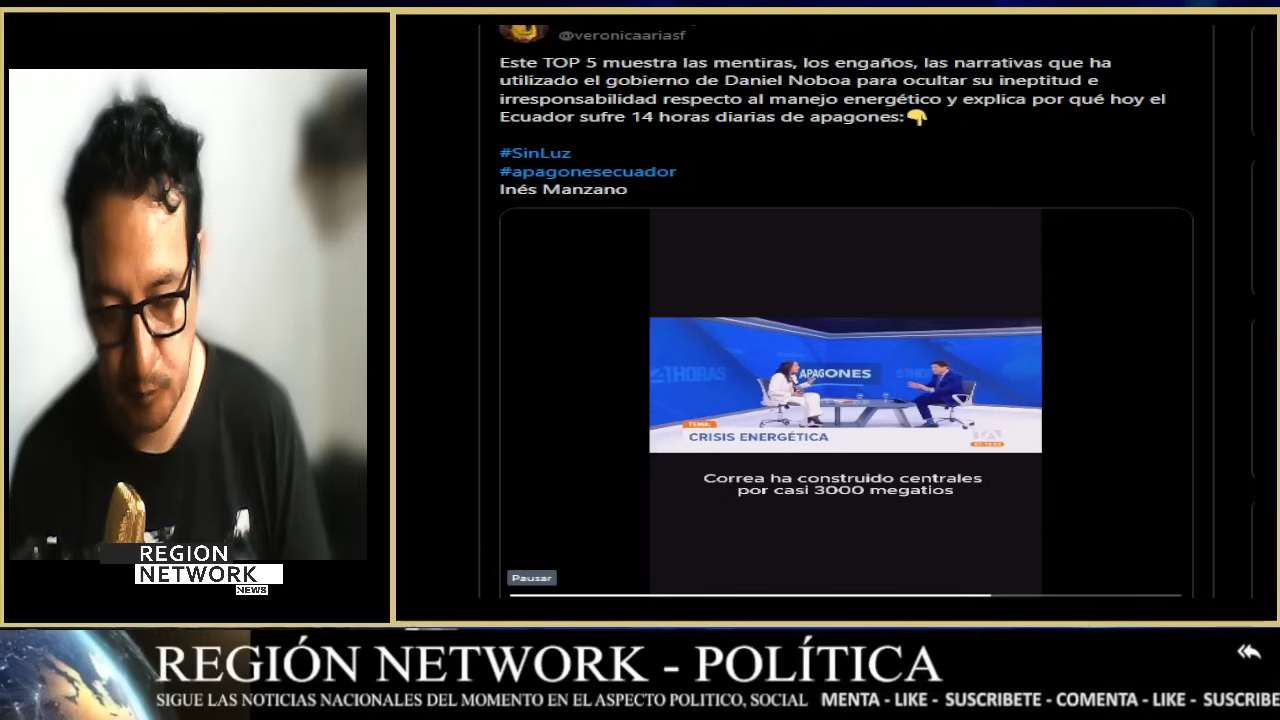 @veronicaariasf
Este TOP 5 muestra las mentiras, los engaños, las narrativas que ha
utilizado el gobierno de Daniel Noboa para ocultar su ineptitud e
irresponsabilidad respecto al manejo energético y explica por qué hoy el
Ecuador sufre 14 horas diarias de apagones:👇
#SinLuz
#apagonesecuador
Inés Manzano
24HORAS
APAGONES
TEMA:
CRISIS ENERGÉTICA
Correa ha construido centrales
por casi 3000 megatios
Pausar
REGION
NETWORK
NEWS
REGIÓN NETWORK - POLÍTICA
SIGUE LAS NOTICIAS NACIONALES DEL MOMENTO EN EL ASPECTO POLITICO, SOCIAL MENTA - LIKE - SUSCRIBETE - COMENTA - LIKE - SUSCRIBE